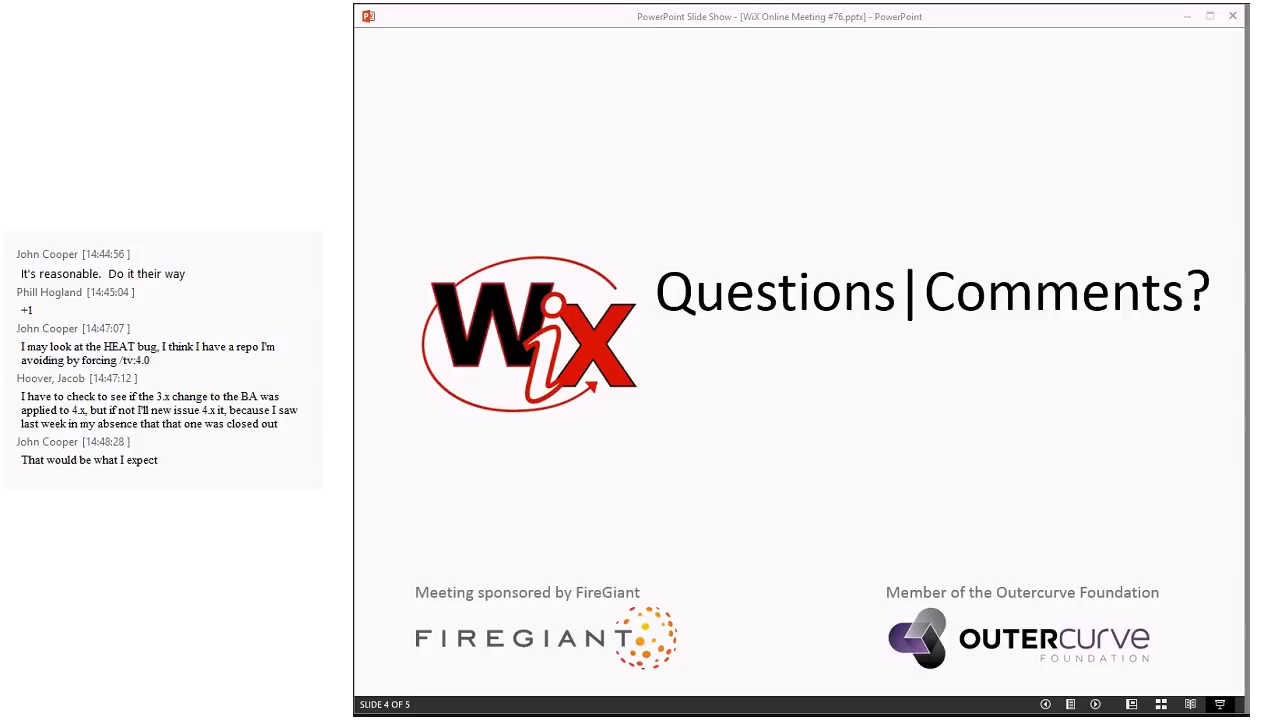 PowerPoint Slide Show - [WiX Online Meeting #76.pptx] - PowerPoint
John Cooper [14:44:56 ]
It's reasonable.  Do it their way
Phill Hogland [14:45:04 ]
+1
John Cooper [14:47:07 ]
I may look at the HEAT bug, I think I have a repo I'm
avoiding by forcing /tv:4.0
Hoover, Jacob [14:47:12 ]
I have to check to see if the 3.x change to the BA was
applied to 4.x, but if not I'll new issue 4.x it, because I saw
last week in my absence that that one was closed out
John Cooper [14:48:28 ]
That would be what I expect
WiX
Questions|Comments?
Meeting sponsored by FireGiant
FIREGIANT
Member of the Outercurve Foundation
OUTERCURVE
FOUNDATION
SLIDE 4 OF 5